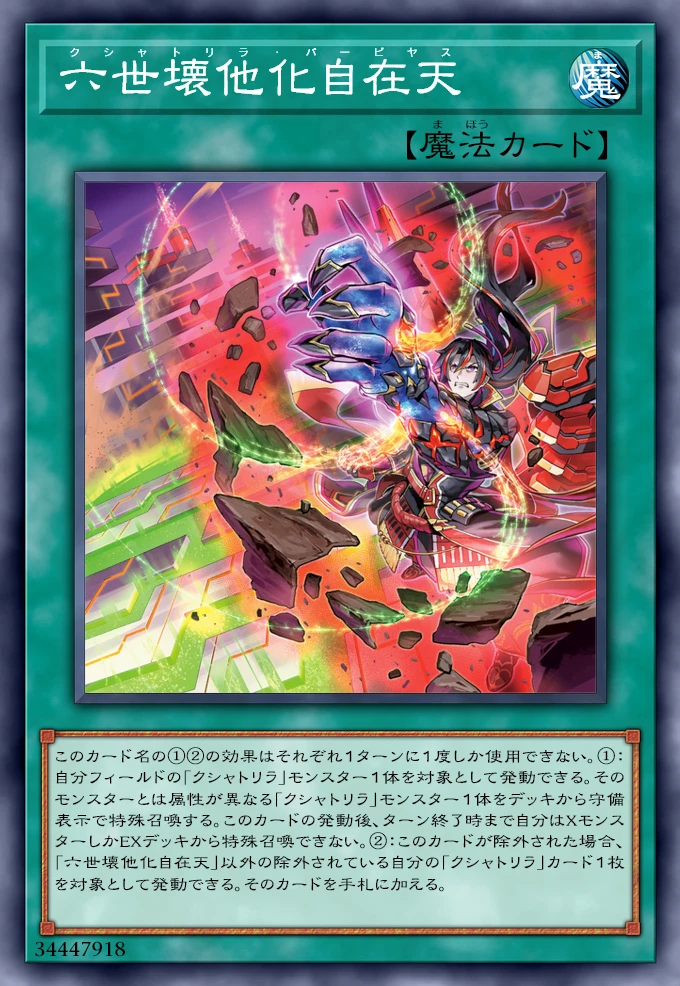 クシャトリラ・バーピヤス
六世壊他化自在天
ま
魔
ま ほう
【魔法カード】
このカード名の①②の効果はそれぞれ1ターンに1度しか使用できない。①:
自分フィールドの「クシャトリラ」モンスター1体を対象として発動できる。その
モンスターとは属性が異なる「クシャトリラ」モンスター1体をデッキから守備
表示で特殊召喚する。このカードの発動後、ターン終了時まで自分はXモンス
ターしかEXデッキから特殊召喚できない。②:このカードが除外された場合、
「六世壊他化自在天」以外の除外されている自分の「クシャトリラ」カード1枚
を対象として発動できる。そのカードを手札に加える。
34447918